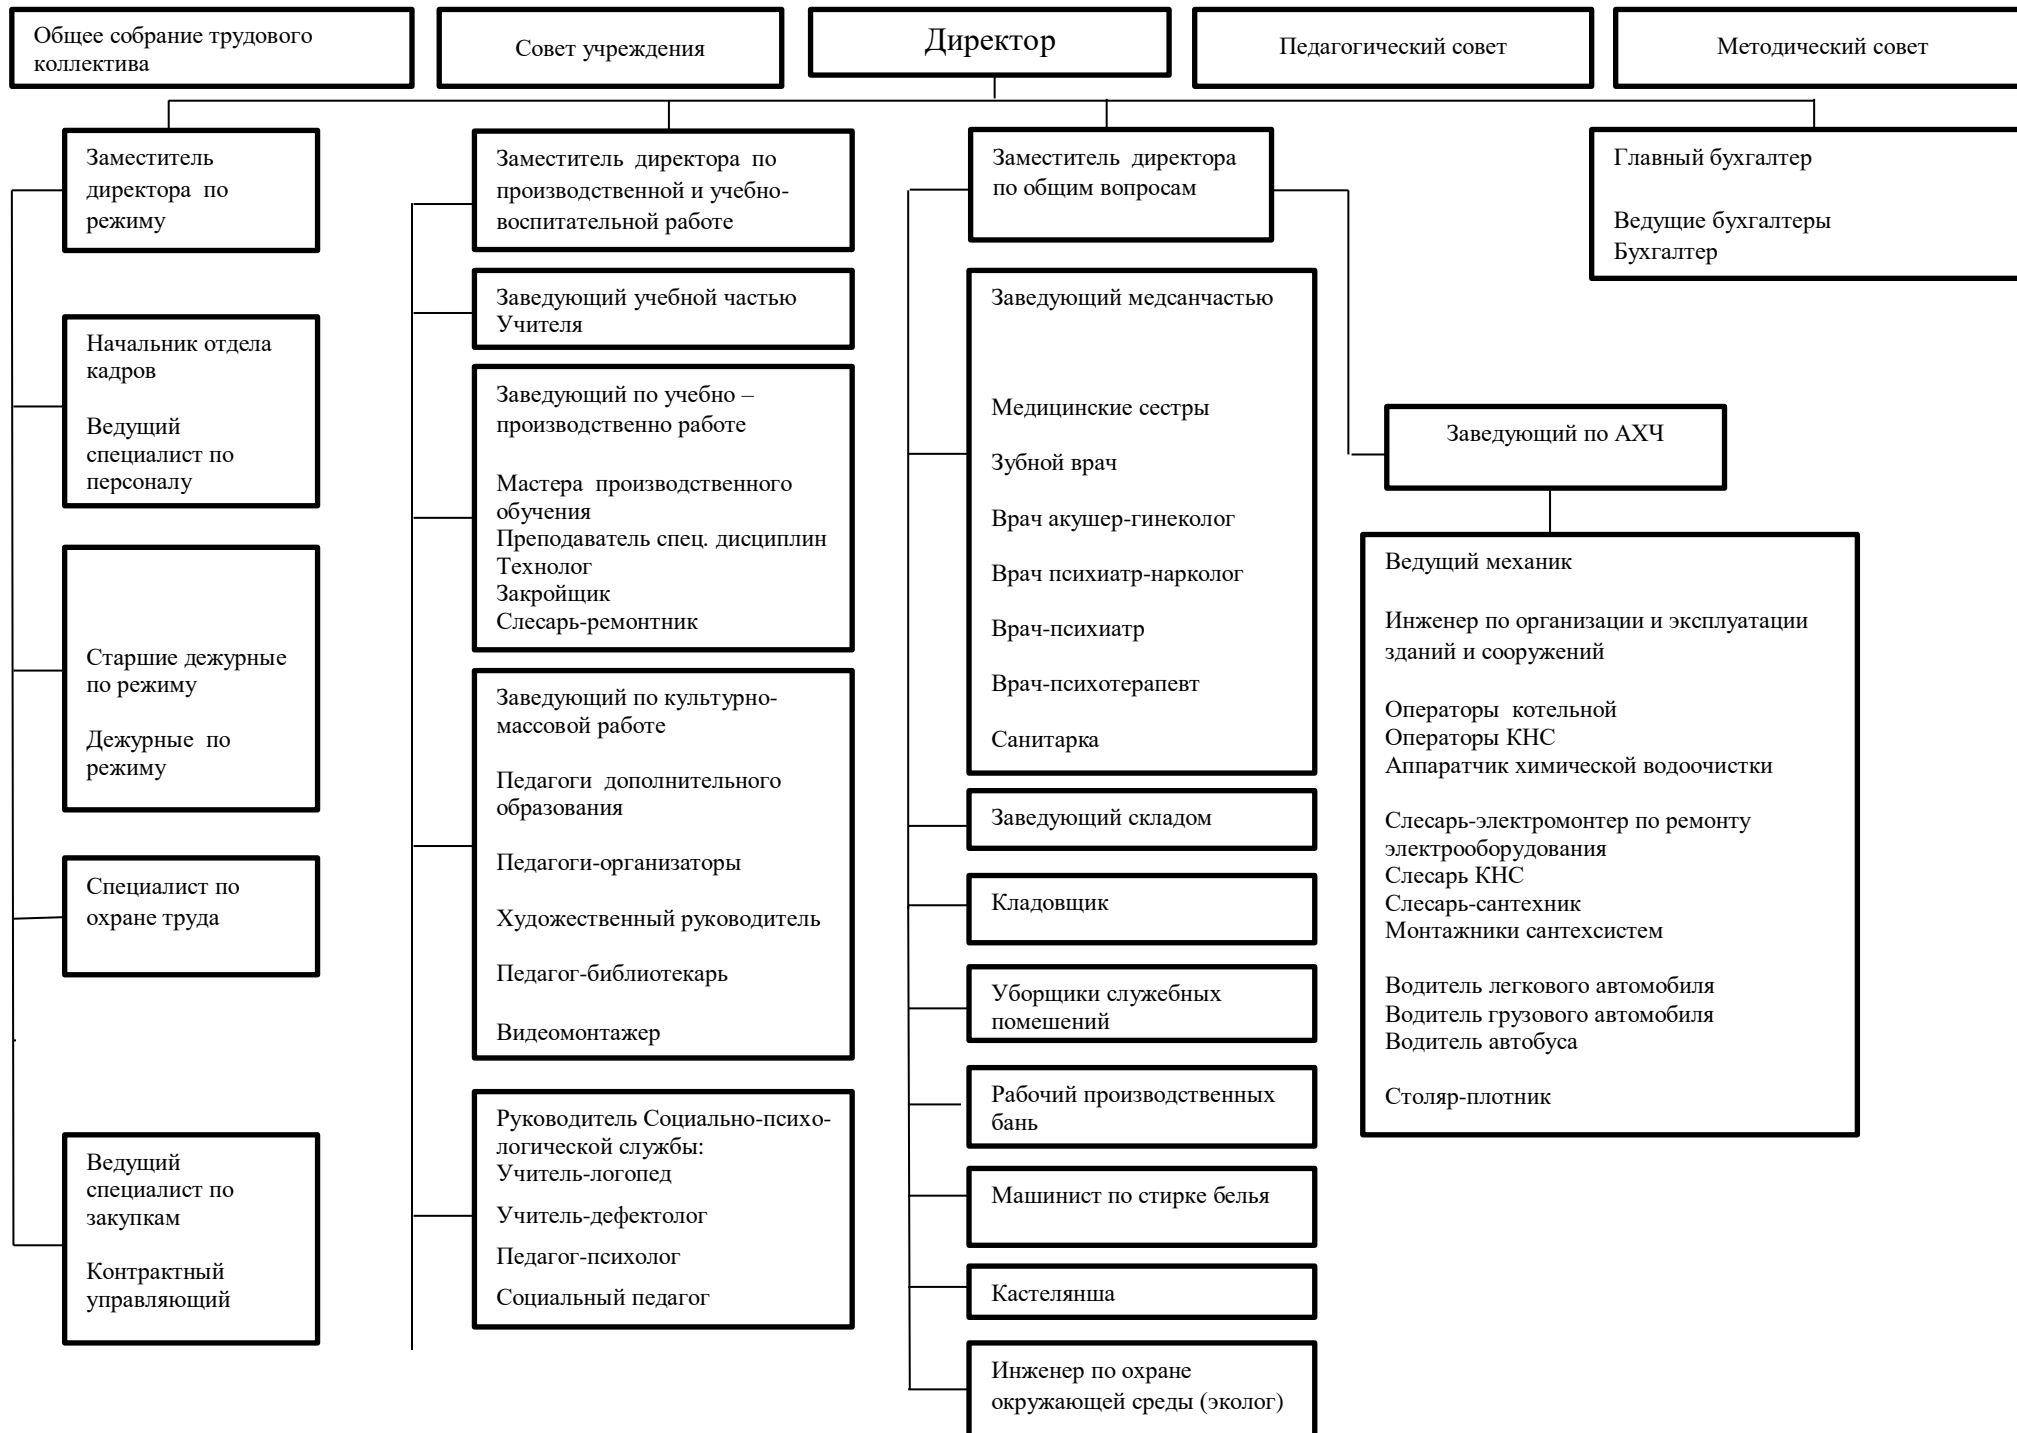 Общее собрание трудового
коллектива
Совет учреждения
Директор
Педагогический совет
Методический совет
Заместитель
директора по
режиму
Начальник отдела
кадров
Ведущий
специалист по
персоналу
Старшие дежурные
по режиму
Дежурные по
режиму
Специалист по
охране труда
Ведущий
специалист по
закупкам
Контрактный
управляющий
Заместитель директора по
производственной и учебно-
воспитательной работе
Заведующий учебной частью
Учителя
Заведующий по учебно –
производственно работе
Мастера производственного
обучения
Преподаватель спец. дисциплин
Технолог
Закройщик
Слесарь-ремонтник
Заведующий по культурно-
массовой работе
Педагоги дополнительного
образования
Педагоги-организаторы
Художественный руководитель
Педагог-библиотекарь
Видеомонтажер
Руководитель Социально-психо-
логической службы:
Учитель-логопед
Учитель-дефектолог
Педагог-психолог
Социальный педагог
Заместитель директора
по общим вопросам
Заведующий медсанчастью
Медицинские сестры
Зубной врач
Врач акушер-гинеколог
Врач психиатр-нарколог
Врач-психиатр
Врач-психотерапевт
Санитарка
Заведующий складом
Кладовщик
Уборщики служебных
помешений
Рабочий производственных
бань
Машинист по стирке белья
Кастелянша
Инженер по охране
окружающей среды (эколог)
Заведующий по АХЧ
Ведущий механик
Инженер по организации и эксплуатации
зданий и сооружений
Операторы котельной
Операторы КНС
Аппаратчик химической водоочистки
Слесарь-электромонтер по ремонту
электрооборудования
Слесарь КНС
Слесарь-сантехник
Монтажники сантехсистем
Водитель легкового автомобиля
Водитель грузового автомобиля
Водитель автобуса
Столяр-плотник
Главный бухгалтер
Ведущие бухгалтеры
Бухгалтер